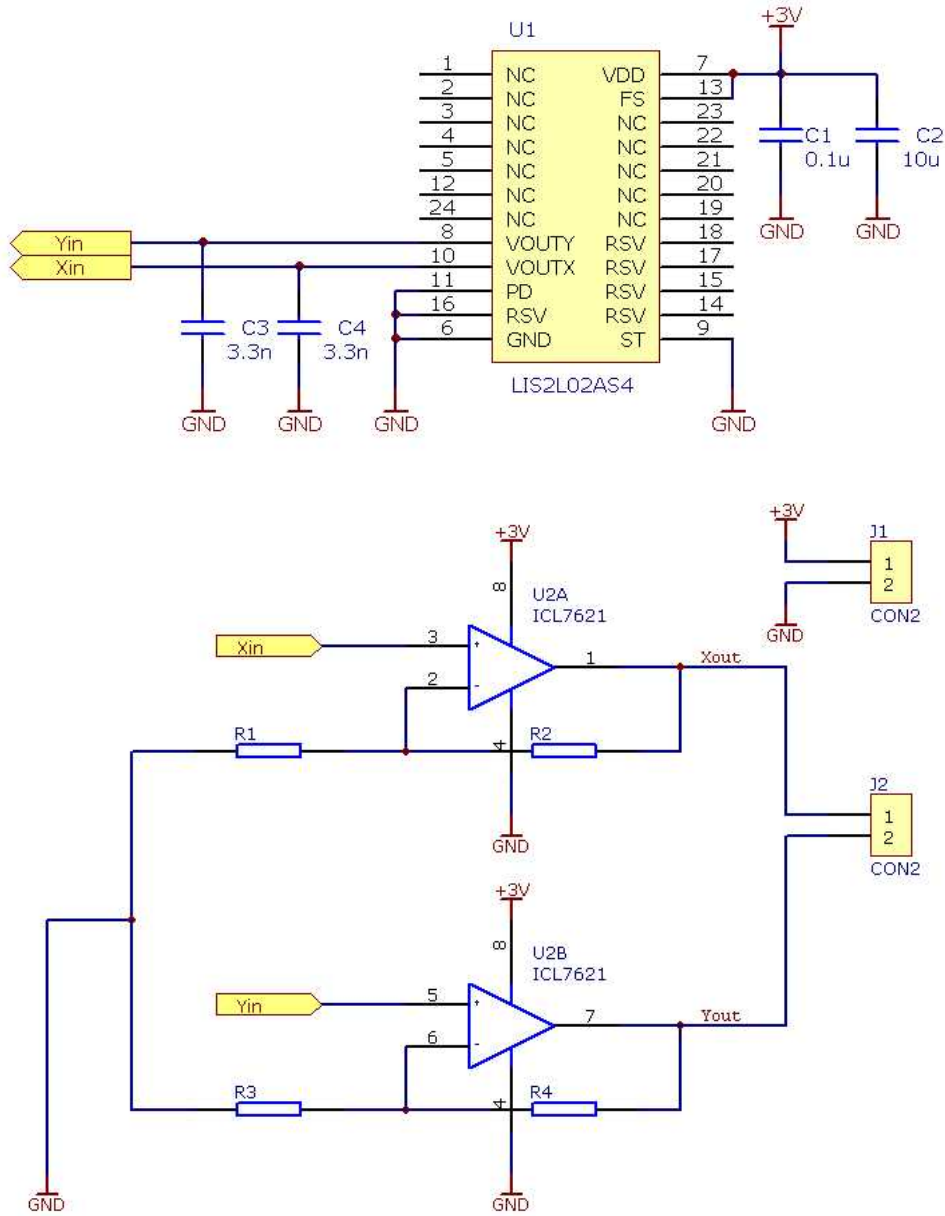 +3V
U1
1 NC VDD 7
2 NC FS 13
3 NC NC 23
4 NC NC 22
5 NC NC 21
12 NC NC 20
24 NC NC 19
8 VOUTY RSV 18
10 VOUTX RSV 17
11 PD RSV 15
16 RSV RSV 14
6 GND ST 9
LIS2L02AS4
C1
0.1u
C2
10u
GND
GND
Yin
Xin
C3
3.3n
C4
3.3n
GND
GND
GND
GND
+3V
8
U2A
ICL7621
Xin
3
+
2
-
1
Xout
R1
4
R2
GND
+3V
J1
1
2
CON2
GND
J2
1
2
CON2
+3V
8
U2B
ICL7621
Yin
5
+
6
-
7
Yout
R3
4
R4
GND
GND